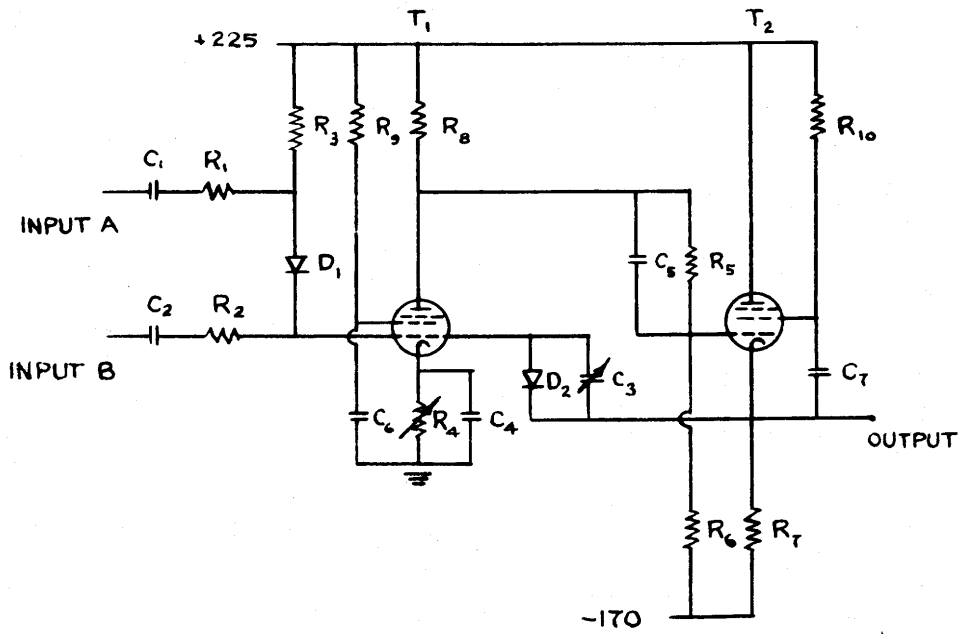 T1 T2
+225
R3 R9 R8 R10
C1 R1
INPUT A
D1 C5 R5
C2 R2
INPUT B
D2 C3 C7
C6 R4 C4
OUTPUT
R6 R7
-170